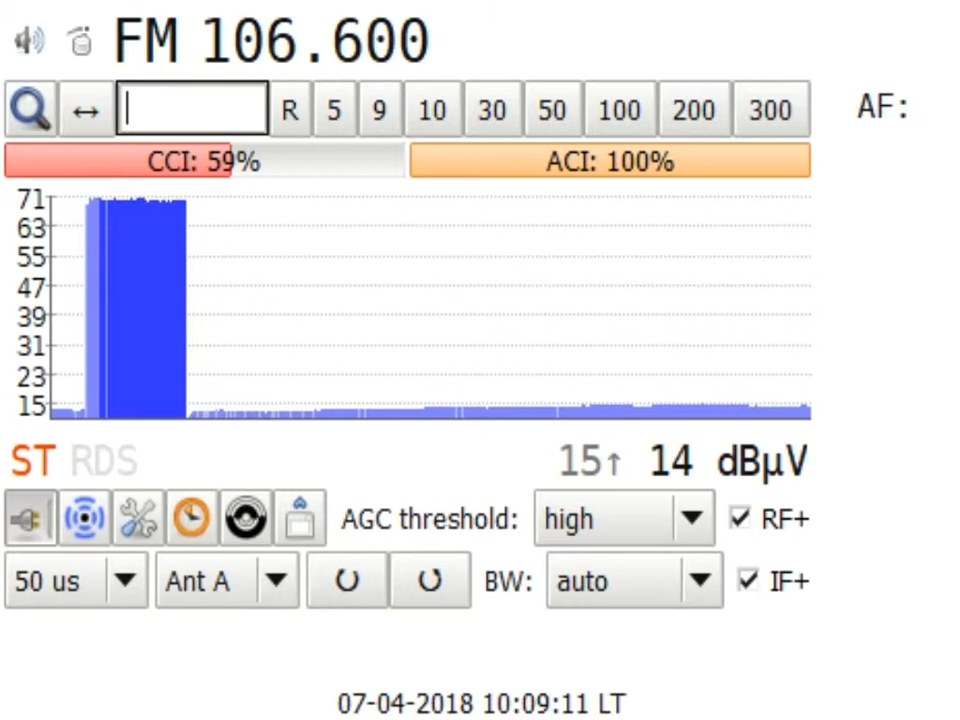 FM 106.600
R 5 9 10 30 50 100 200 300 AF:
CCI: 59% ACI: 100%
71
63
55
47
39
31
23
15
ST RDS 15↑ 14 dBµV
AGC threshold: high RF+
50 us Ant A BW: auto IF+
07-04-2018 10:09:11 LT